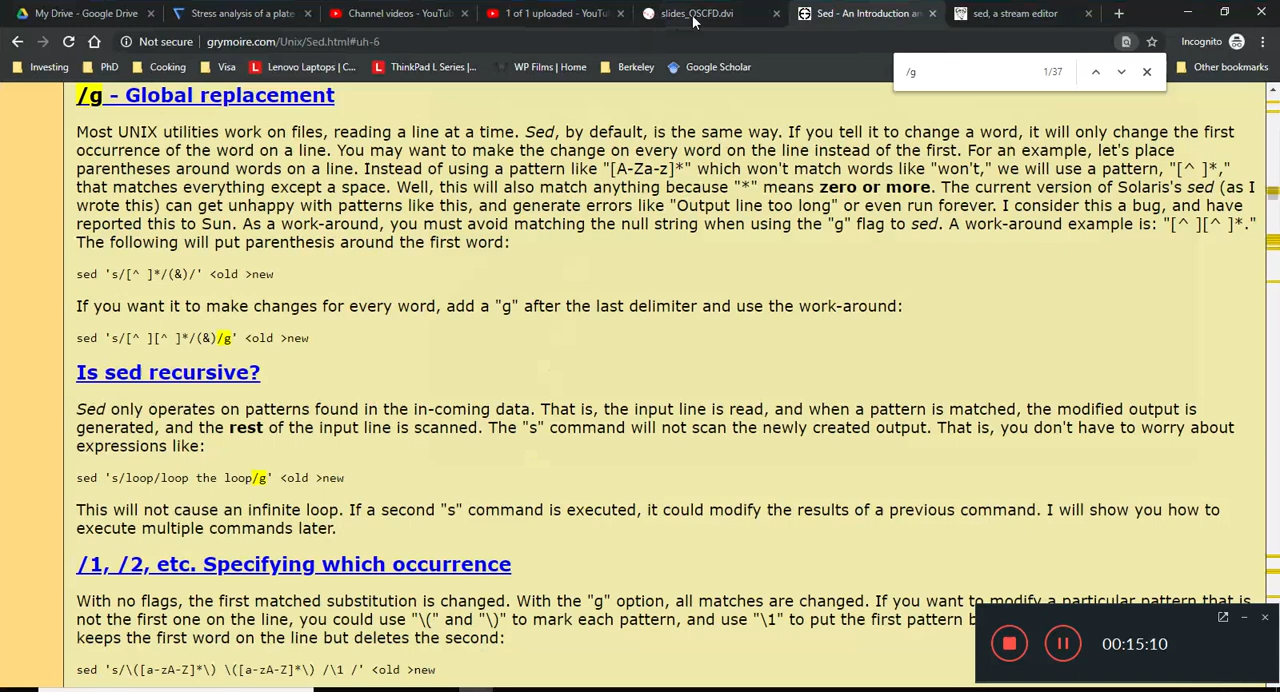 My Drive - Google Drive
Stress analysis of a plate
Channel videos - YouTub
1 of 1 uploaded - YouTu
slides_OSCFD.dvi
Sed - An Introduction an
sed, a stream editor
Not secure
grymoire.com/Unix/Sed.html#uh-6
Incognito
Investing
PhD
Cooking
Visa
Lenovo Laptops | C...
ThinkPad L Series |...
WP Films | Home
Berkeley
Google Scholar
Other bookmarks
/g
1/37
/g - Global replacement
Most UNIX utilities work on files, reading a line at a time. Sed, by default, is the same way. If you tell it to change a word, it will only change the first
occurrence of the word on a line. You may want to make the change on every word on the line instead of the first. For an example, let's place
parentheses around words on a line. Instead of using a pattern like "[A-Za-z]*" which won't match words like "won't," we will use a pattern, "[^ ]*,"
that matches everything except a space. Well, this will also match anything because "*" means zero or more. The current version of Solaris's sed (as I
wrote this) can get unhappy with patterns like this, and generate errors like "Output line too long" or even run forever. I consider this a bug, and have
reported this to Sun. As a work-around, you must avoid matching the null string when using the "g" flag to sed. A work-around example is: "[^ ][^ ]*."
The following will put parenthesis around the first word:
sed 's/[^ ]*/(&)/' <old >new
If you want it to make changes for every word, add a "g" after the last delimiter and use the work-around:
sed 's/[^ ][^ ]*/(&)/g' <old >new
Is sed recursive?
Sed only operates on patterns found in the in-coming data. That is, the input line is read, and when a pattern is matched, the modified output is
generated, and the rest of the input line is scanned. The "s" command will not scan the newly created output. That is, you don't have to worry about
expressions like:
sed 's/loop/loop the loop/g' <old >new
This will not cause an infinite loop. If a second "s" command is executed, it could modify the results of a previous command. I will show you how to
execute multiple commands later.
/1, /2, etc. Specifying which occurrence
With no flags, the first matched substitution is changed. With the "g" option, all matches are changed. If you want to modify a particular pattern that is
not the first one on the line, you could use "\(" and "\)" to mark each pattern, and use "\1" to put the first pattern
keeps the first word on the line but deletes the second:
sed 's/\([a-zA-Z]*\) \([a-zA-Z]*\) /\1 /' <old >new
00:15:10